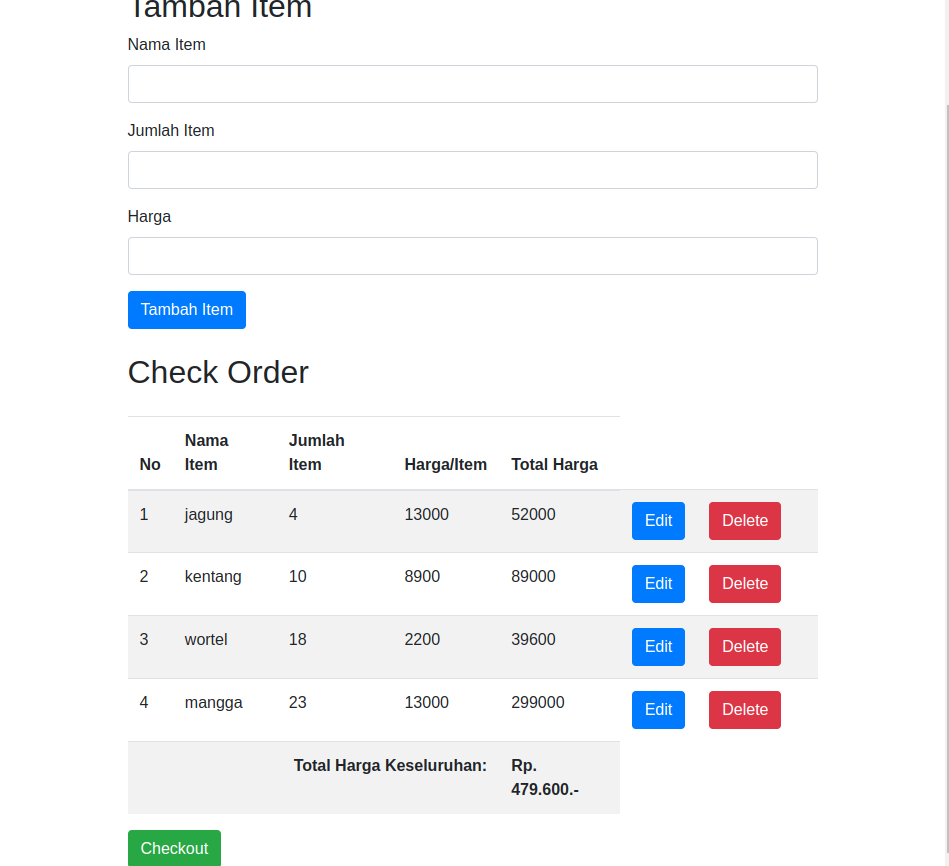 Tambah Item
Nama Item
Jumlah Item
Harga
Tambah Item
Check Order
No Nama Item Jumlah Item Harga/Item Total Harga
1 jagung 4 13000 52000 Edit Delete
2 kentang 10 8900 89000 Edit Delete
3 wortel 18 2200 39600 Edit Delete
4 mangga 23 13000 299000 Edit Delete
Total Harga Keseluruhan: Rp. 479.600.-
Checkout